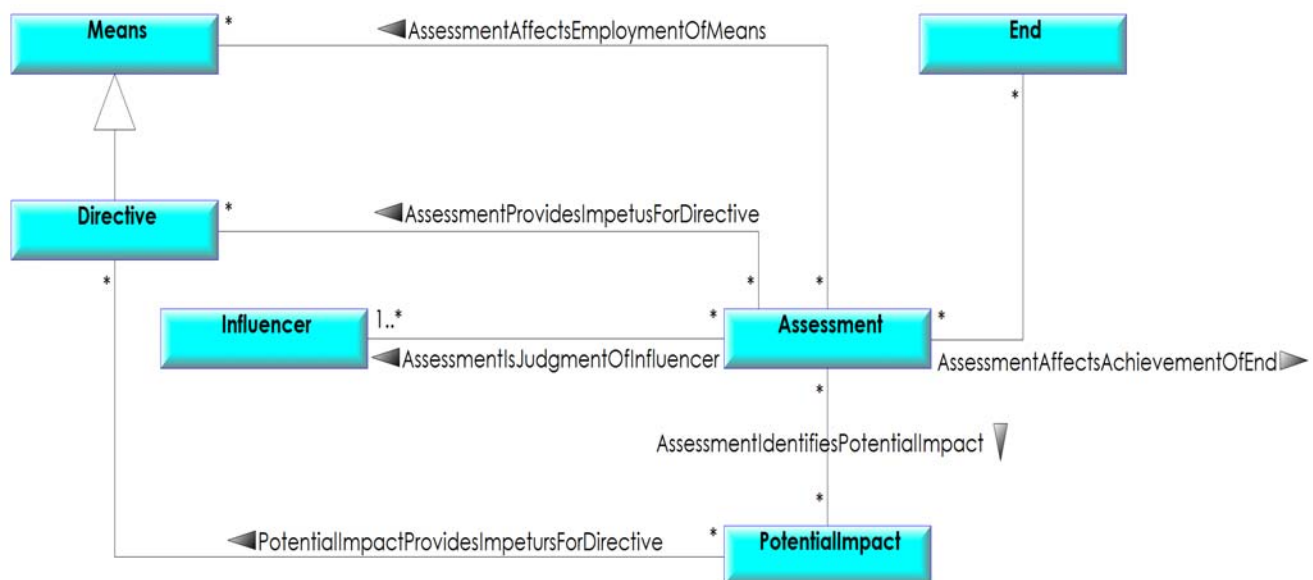 Means
*
AssessmentAffectsEmploymentOfMeans
End
*
Directive
*
AssessmentProvidesImpetusForDirective
*
*
*
Influencer
1..*
*
Assessment
*
AssessmentIsJudgmentOfInfluencer
AssessmentAffectsAchievementOfEnd
*
AssessmentIdentifiesPotentialImpact
*
PotentialImpactProvidesImpetursForDirective
*
PotentialImpact